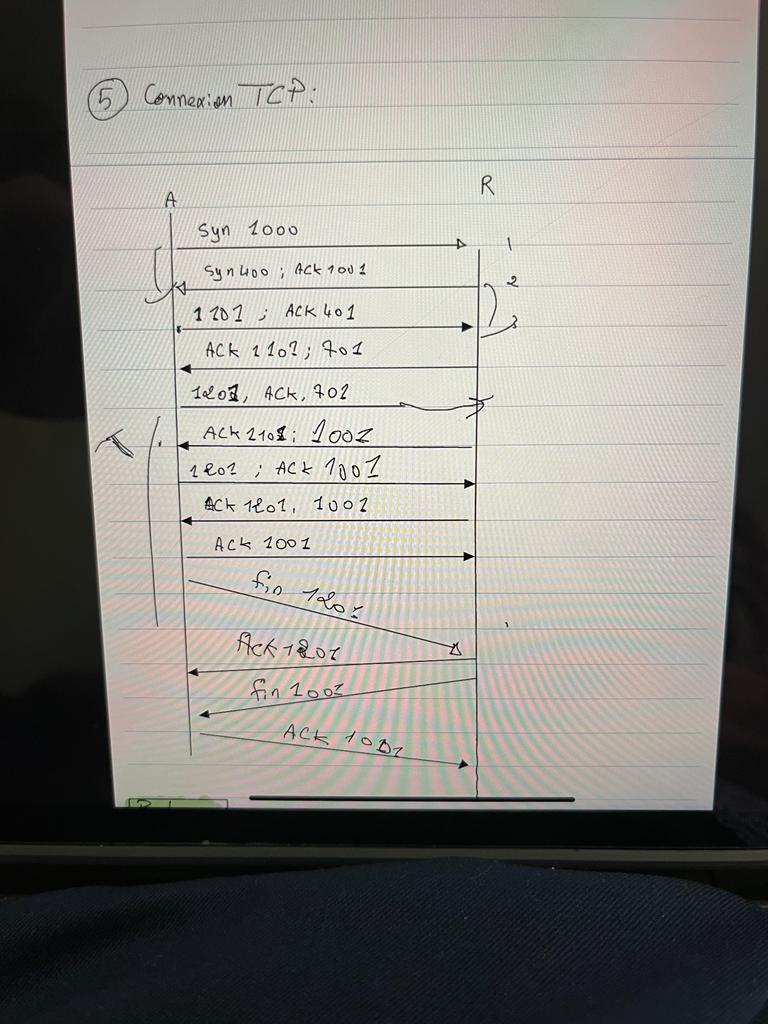 5 Connexion TCP:
A R
Syn 1000 1
Syn 400 ; ACK 1001 2
1101 ; ACK 401 3
ACK 1101 ; 701
1201, ACK, 701
ACK 1101 ; 1001
1201 ; ACK 1001
ACK 1201, 1001
ACK 1001
fin 1201
ACK 1201
fin 1001
ACK 1001